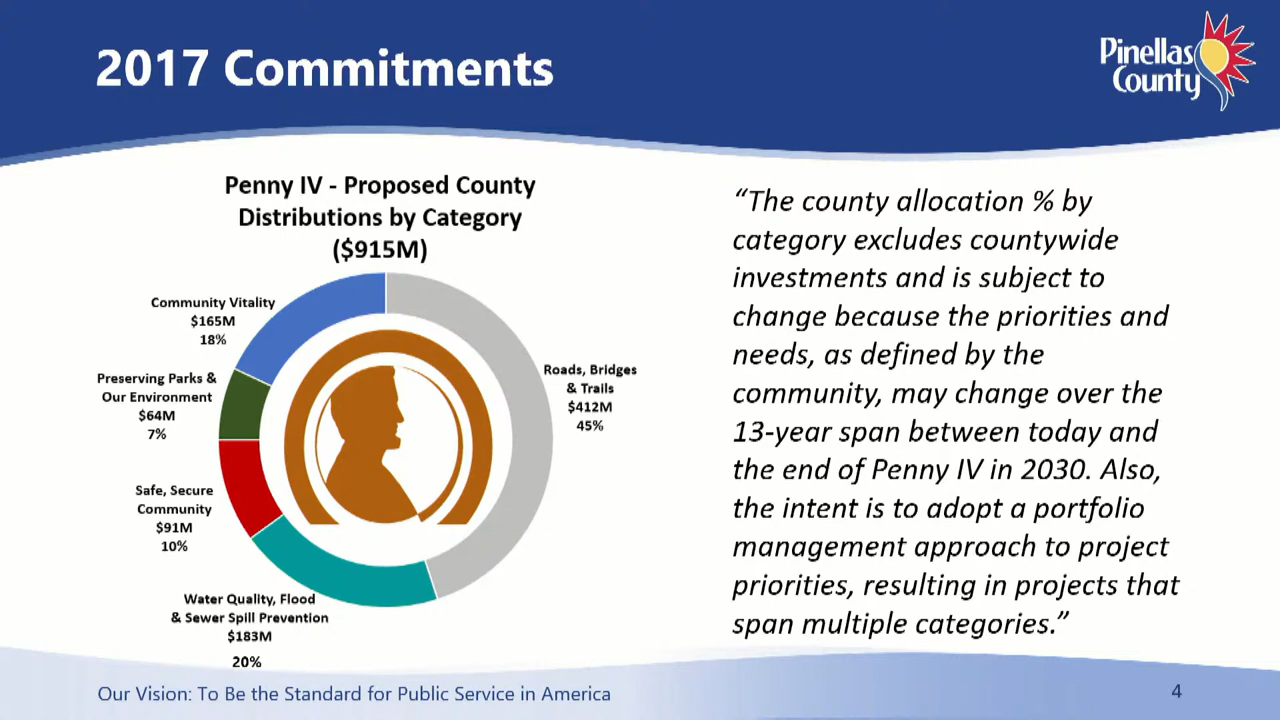 2017 Commitments
Pinellas
County
Penny IV - Proposed County
Distributions by Category
($915M)
Community Vitality
$165M
18%
Preserving Parks &
Our Environment
$64M
7%
Safe, Secure
Community
$91M
10%
Water Quality, Flood
& Sewer Spill Prevention
$183M
20%
Roads, Bridges
& Trails
$412M
45%
“The county allocation % by
category excludes countywide
investments and is subject to
change because the priorities and
needs, as defined by the
community, may change over the
13-year span between today and
the end of Penny IV in 2030. Also,
the intent is to adopt a portfolio
management approach to project
priorities, resulting in projects that
span multiple categories.”
Our Vision: To Be the Standard for Public Service in America
4